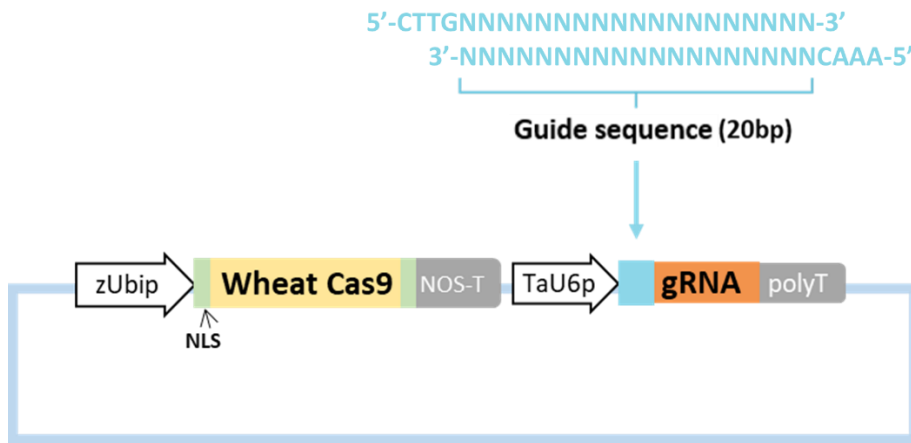 5’-CTTGNNNNNNNNNNNNNNNNNNNN-3’
3’-NNNNNNNNNNNNNNNNNNNNCAAA-5’
Guide sequence (20bp)
zUbip Wheat Cas9 NOS-T TaU6p gRNA polyT
NLS